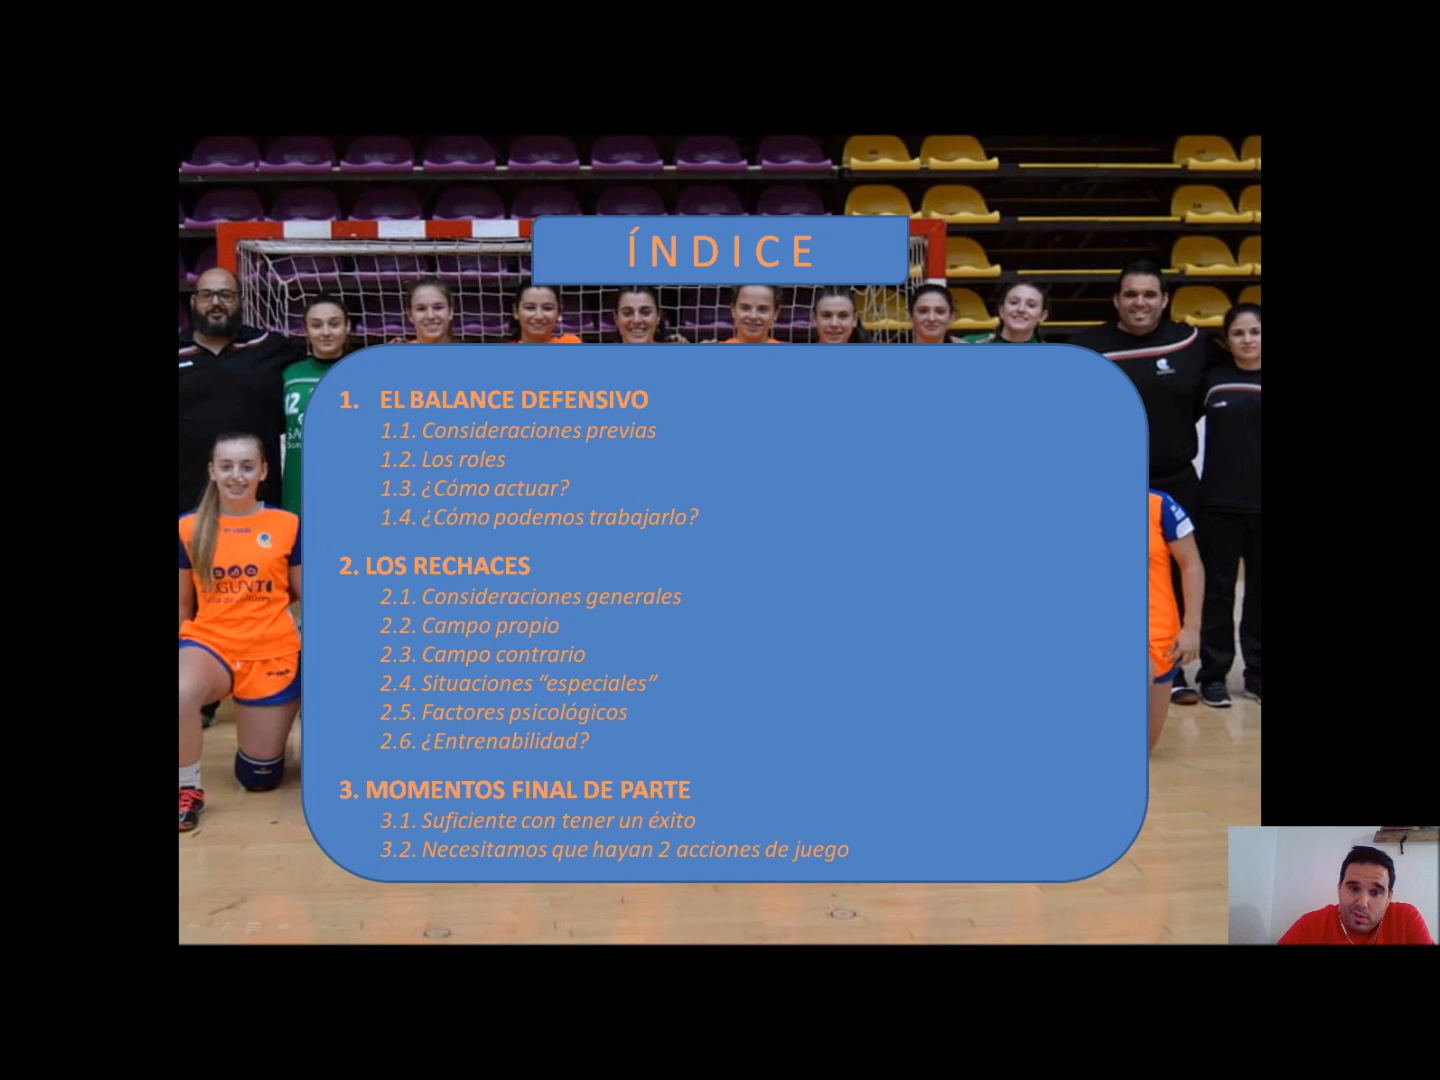 ÍNDICE
1. EL BALANCE DEFENSIVO
1.1. Consideraciones previas
1.2. Los roles
1.3. ¿Cómo actuar?
1.4. ¿Cómo podemos trabajarlo?
2. LOS RECHACES
2.1. Consideraciones generales
2.2. Campo propio
2.3. Campo contrario
2.4. Situaciones “especiales”
2.5. Factores psicológicos
2.6. ¿Entrenabilidad?
3. MOMENTOS FINAL DE PARTE
3.1. Suficiente con tener un éxito
3.2. Necesitamos que hayan 2 acciones de juego
12